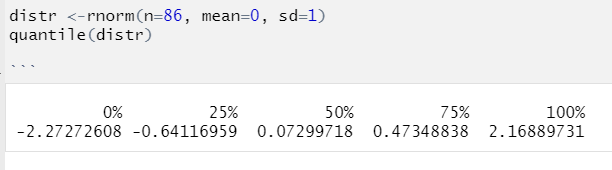 distr <-rnorm(n=86, mean=0, sd=1)
quantile(distr)
```
0% 25% 50% 75% 100%
-2.27272608 -0.64116959 0.07299718 0.47348838 2.16889731